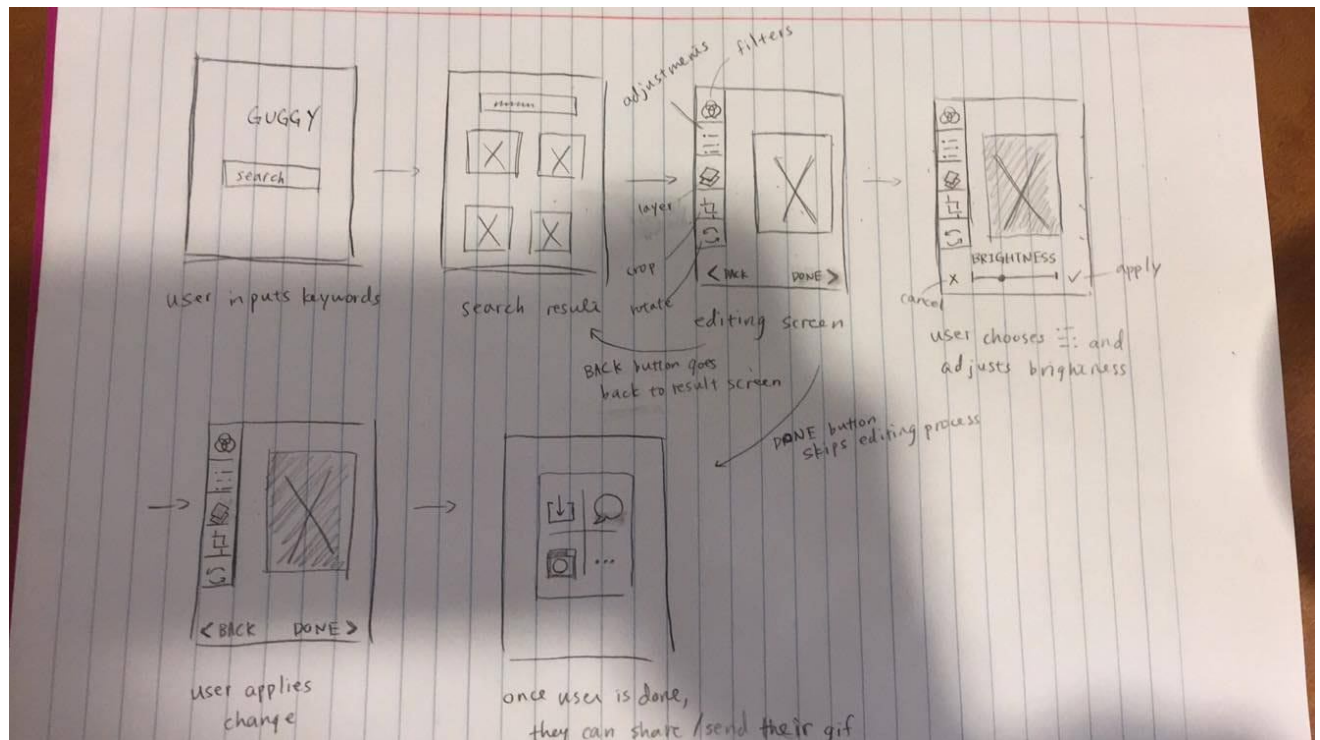 GUGGY
search
user inputs keywords
search result
adjustments
filters
layer
crop
rotate
< BACK DONE >
editing screen
BACK button goes
back to result screen
DONE button
skips editing process
BRIGHTNESS
x
cancel
apply
user chooses and
adjusts brightness
< BACK DONE >
user applies
change
...
once user is done,
they can share/send their gif